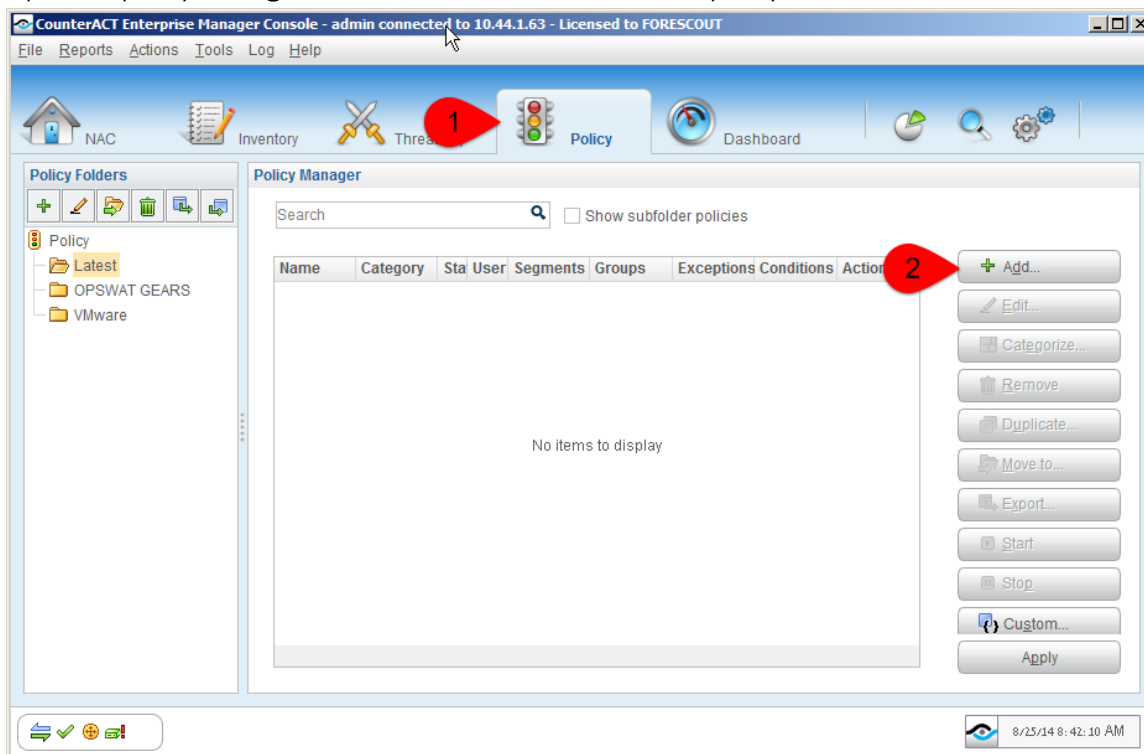 CounterACT Enterprise Manager Console - admin connected to 10.44.1.63 - Licensed to FORESCOUT
File Reports Actions Tools Log Help
NAC Inventory 1 Policy Dashboard
Policy Folders
Policy
Latest
OPSWAT GEARS
VMware
Policy Manager
Search Show subfolder policies
Name Category Sta User Segments Groups Exceptions Conditions Action
No items to display
2
Add...
Edit...
Categorize...
Remove
Duplicate...
Move to...
Export...
Start
Stop
Custom...
Apply
8/25/14 8:42:10 AM